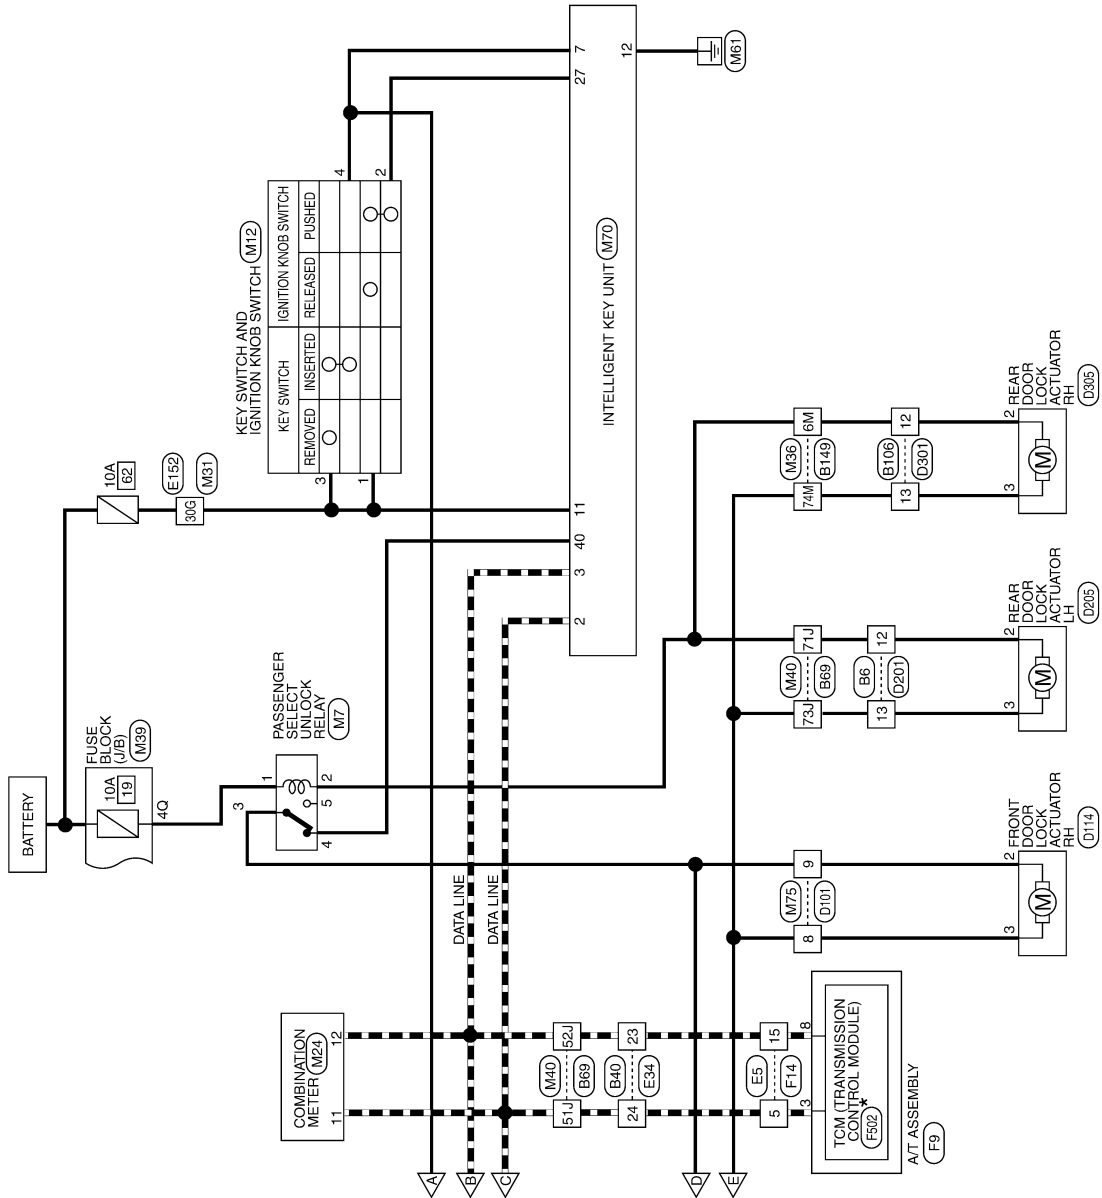 BATTERY
FUSE
BLOCK
(J/B)
M39
10A
19
4Q
10A
62
E152
M31
30G
KEY SWITCH AND
IGNITION KNOB SWITCH
M12
KEY SWITCH
IGNITION KNOB SWITCH
REMOVED
INSERTED
RELEASED
PUSHED
3
1
4
2
PASSENGER
SELECT
UNLOCK
RELAY
M7
1
3
2
5
4
INTELLIGENT KEY UNIT
M70
7
27
11
40
3
2
12
M61
DATA LINE
DATA LINE
COMBINATION
METER
M24
12
11
A
B
C
D
E
52J
M40
B69
51J
23
B40
E34
24
15
E5
F14
5
8
3
TCM (TRANSMISSION
CONTROL MODULE)
F502
*
A/T ASSEMBLY
F9
9
M75
D101
8
2
3
M
FRONT
DOOR
LOCK
ACTUATOR
RH
D114
71J
M40
B69
73J
12
B6
D201
13
2
3
M
REAR
DOOR
LOCK
ACTUATOR
LH
D205
6M
M36
B149
74M
12
B106
D301
13
2
3
M
REAR
DOOR
LOCK
ACTUATOR
RH
D305